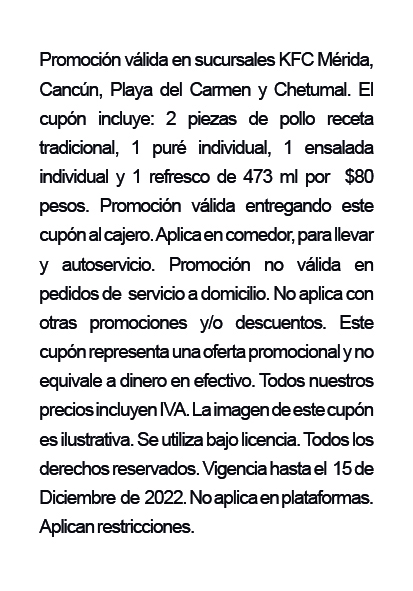 Promoción válida en sucursales KFC Mérida,
Cancún, Playa del Carmen y Chetumal. El
cupón incluye: 2 piezas de pollo receta
tradicional, 1 puré individual, 1 ensalada
individual y 1 refresco de 473 ml por $80
pesos. Promoción válida entregando este
cupón al cajero. Aplica en comedor, para llevar
y autoservicio. Promoción no válida en
pedidos de servicio a domicilio. No aplica con
otras promociones y/o descuentos. Este
cupón representa una oferta promocional y no
equivale a dinero en efectivo. Todos nuestros
precios incluyen IVA. La imagen de este cupón
es ilustrativa. Se utiliza bajo licencia. Todos los
derechos reservados. Vigencia hasta el 15 de
Diciembre de 2022. No aplica en plataformas.
Aplican restricciones.